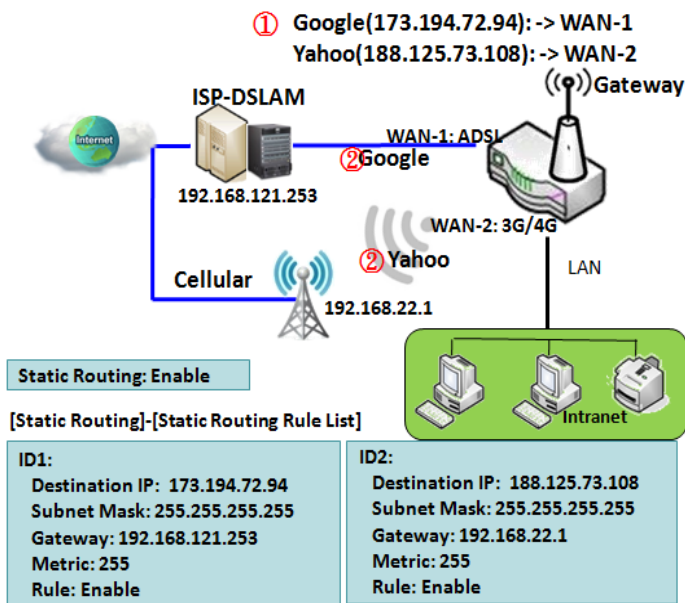 ① Google(173.194.72.94): -> WAN-1
Yahoo(188.125.73.108): -> WAN-2
Gateway
ISP-DSLAM
Internet
WAN-1: ADSL
② Google
192.168.121.253
WAN-2: 3G/4G
② Yahoo
LAN
Cellular
192.168.22.1
Static Routing: Enable
Intranet
[Static Routing]-[Static Routing Rule List]
ID1:
Destination IP: 173.194.72.94
Subnet Mask: 255.255.255.255
Gateway: 192.168.121.253
Metric: 255
Rule: Enable
ID2:
Destination IP: 188.125.73.108
Subnet Mask: 255.255.255.255
Gateway: 192.168.22.1
Metric: 255
Rule: Enable